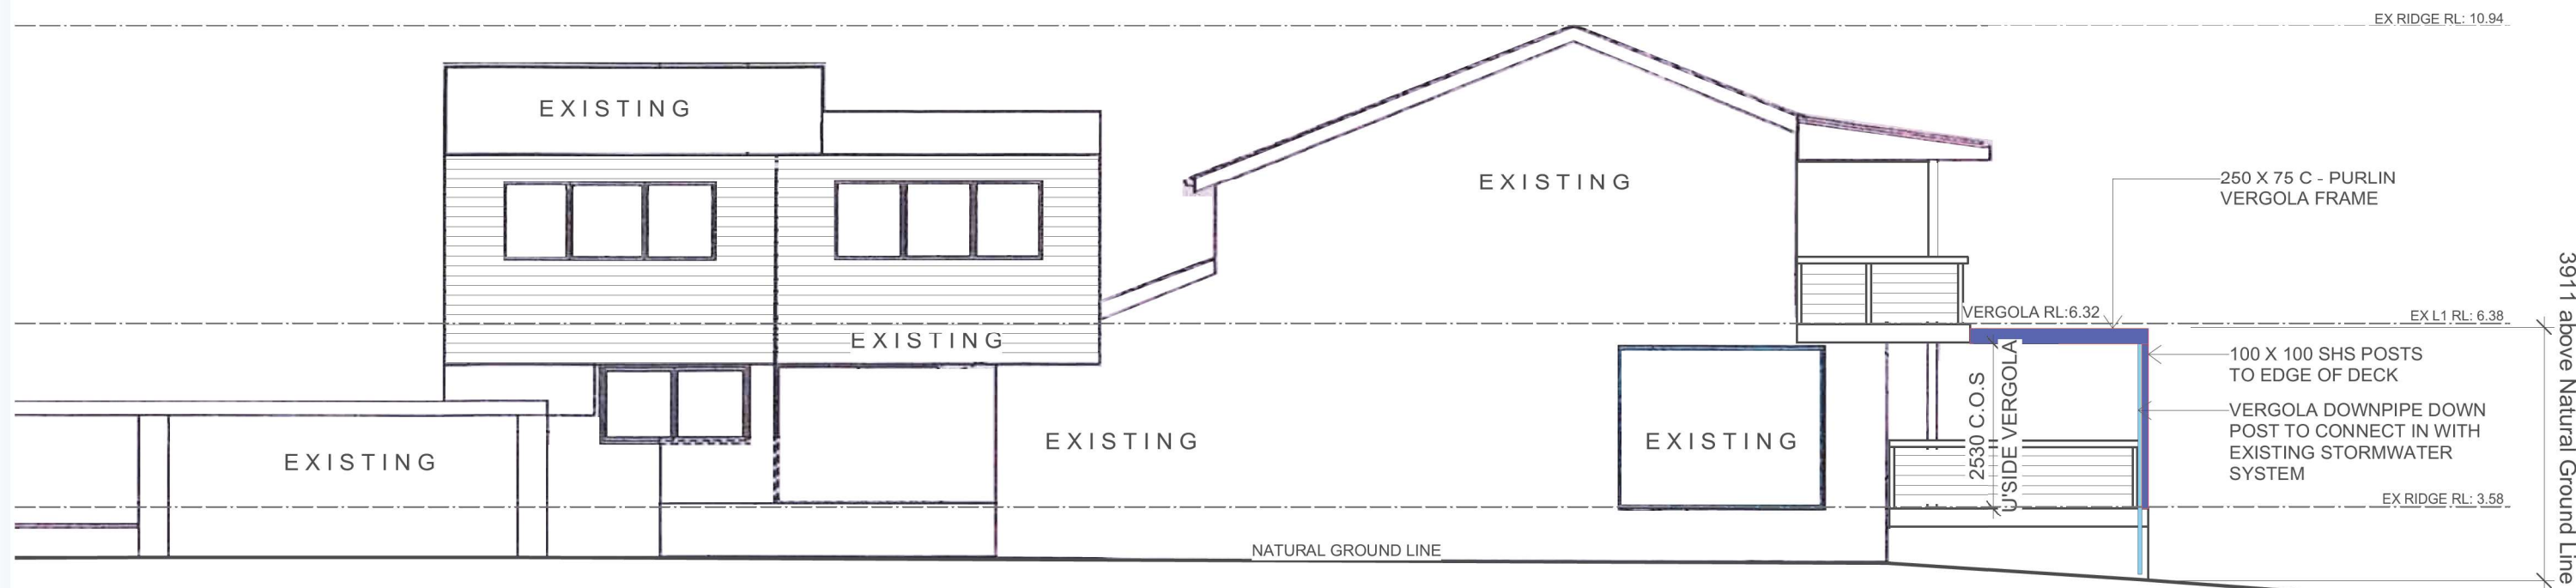 EX RIDGE RL: 10.94
EXISTING
EXISTING
250 X 75 C - PURLIN
VERGOLA FRAME
VERGOLA RL:6.32
EX L1 RL: 6.38
EXISTING
100 X 100 SHS POSTS
TO EDGE OF DECK
VERGOLA DOWNPIPE DOWN
POST TO CONNECT IN WITH
EXISTING STORMWATER
SYSTEM
2530 C.O.S
U'SIDE VERGOLA
EXISTING
EXISTING
EXISTING
EX RIDGE RL: 3.58
NATURAL GROUND LINE
3911 above Natural Ground Line